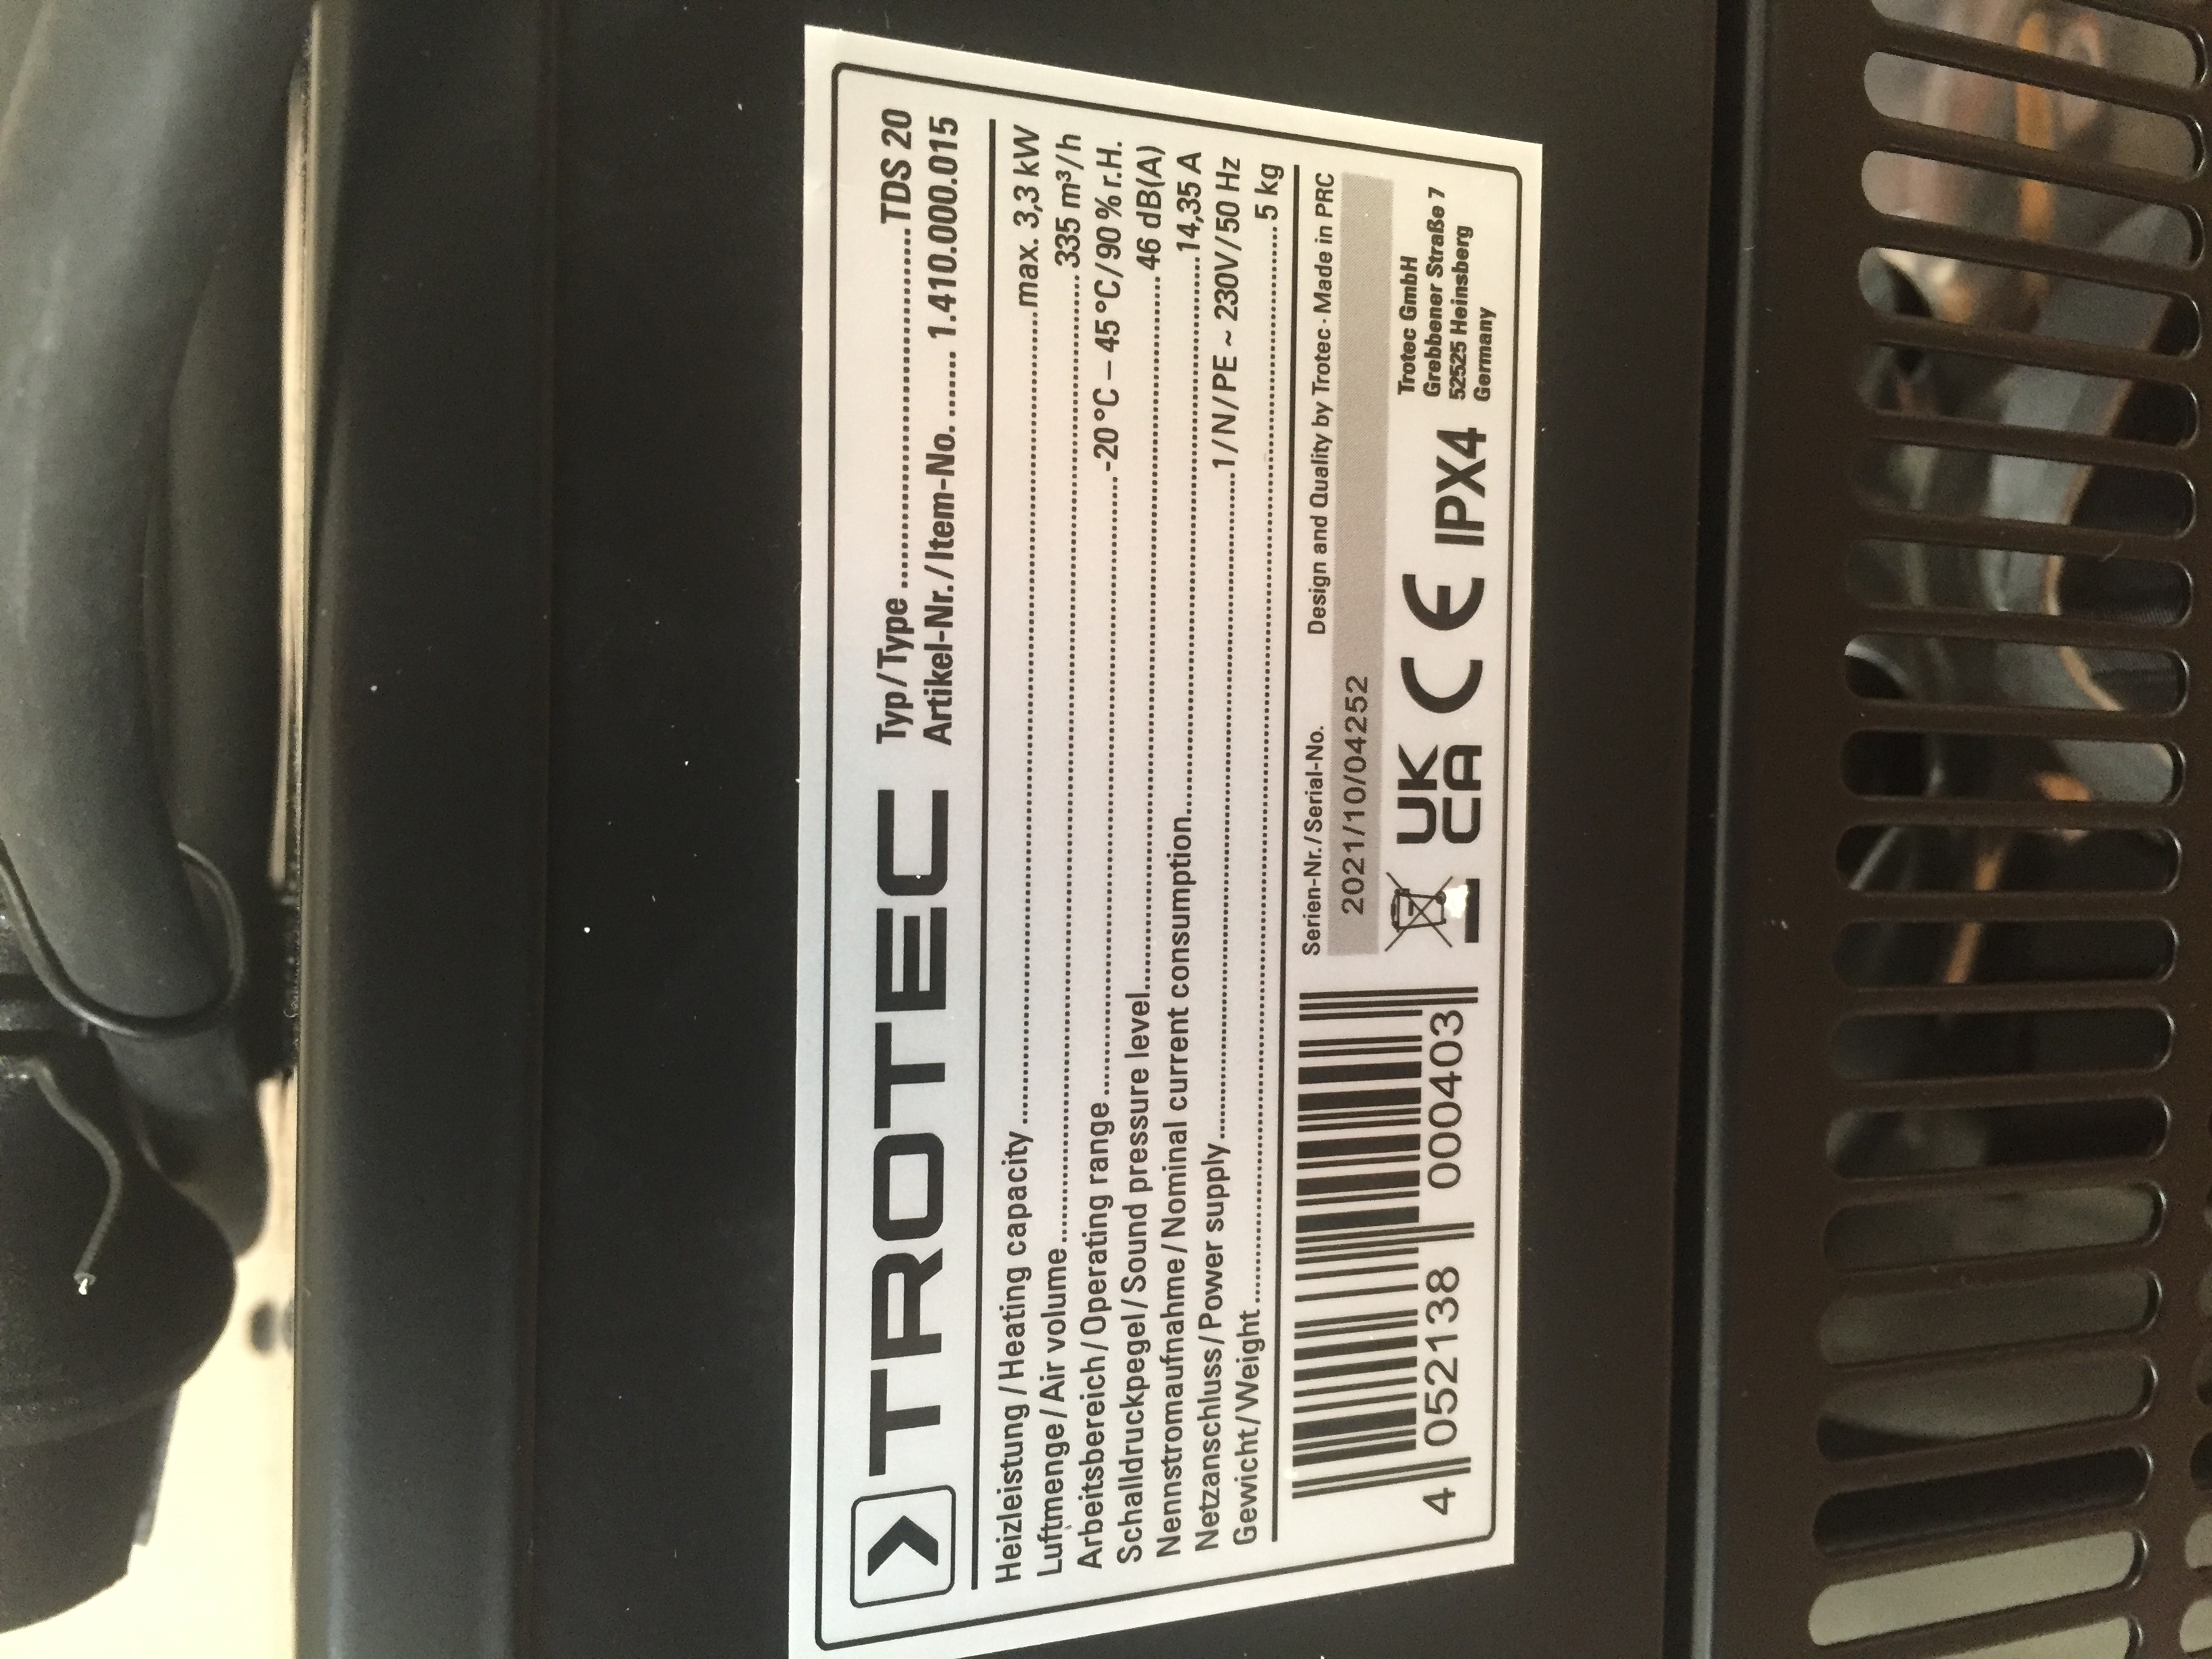 TROTEC
Typ/Type ........ TDS 20
Artikel-Nr./Item-No. ....... 1.410.000.015
Heizleistung/Heating capacity ........ max. 3,3 kW
Luftmenge/Air volume ........ 335 m³/h
Arbeitsbereich/Operating range ........ -20 °C – 45 °C/90 % r.H.
Schalldruckpegel/Sound pressure level ........ 46 dB(A)
Nennstromaufnahme/Nominal current consumption ........ 14,35 A
Netzanschluss/Power supply ........ 1/N/PE ~ 230V/50 Hz
Gewicht/Weight ........ 5 kg
4 052138 000403
Serien-Nr./Serial-No.
Design and Quality by Trotec · Made in PRC
2021/10/04252
UK
CA
CE
IPX4
Trotec GmbH
Grebbener Straße 7
52525 Heinsberg
Germany